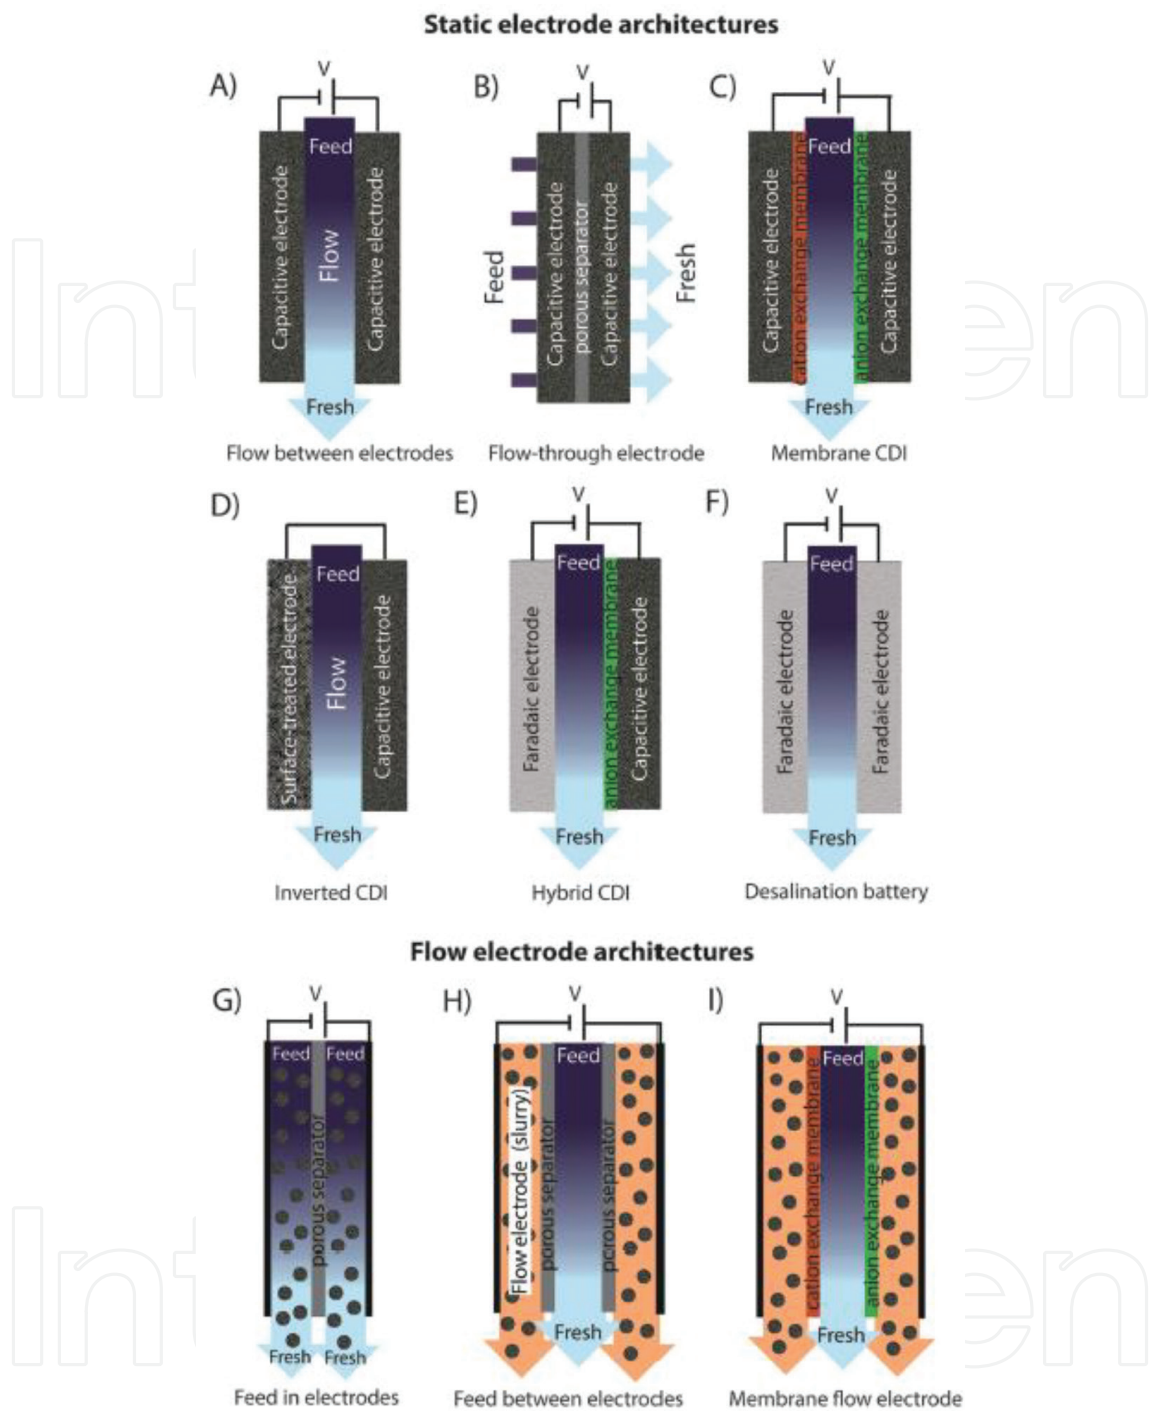 Static electrode architectures
A) B) C)
V V V
Feed
Flow
Capacitive electrode
Capacitive electrode
Fresh
Feed
Capacitive electrode
porous separator
Capacitive electrode
Fresh
Feed
Capacitive electrode
cation exchange membrane
anion exchange membrane
Capacitive electrode
Fresh
Flow between electrodes
Flow-through electrode
Membrane CDI
D) E) F)
V V
Feed
Surface-treated electrode
Flow
Capacitive electrode
Fresh
Feed
Faradaic electrode
anion exchange membrane
Capacitive electrode
Fresh
Feed
Faradaic electrode
Faradaic electrode
Fresh
Inverted CDI
Hybrid CDI
Desalination battery
Flow electrode architectures
G) H) I)
V V V
Feed Feed
porous separator
Fresh Fresh
Feed
Flow electrode (slurry)
porous separator
porous separator
Fresh
Feed
cation exchange membrane
anion exchange membrane
Fresh
Feed in electrodes
Feed between electrodes
Membrane flow electrode